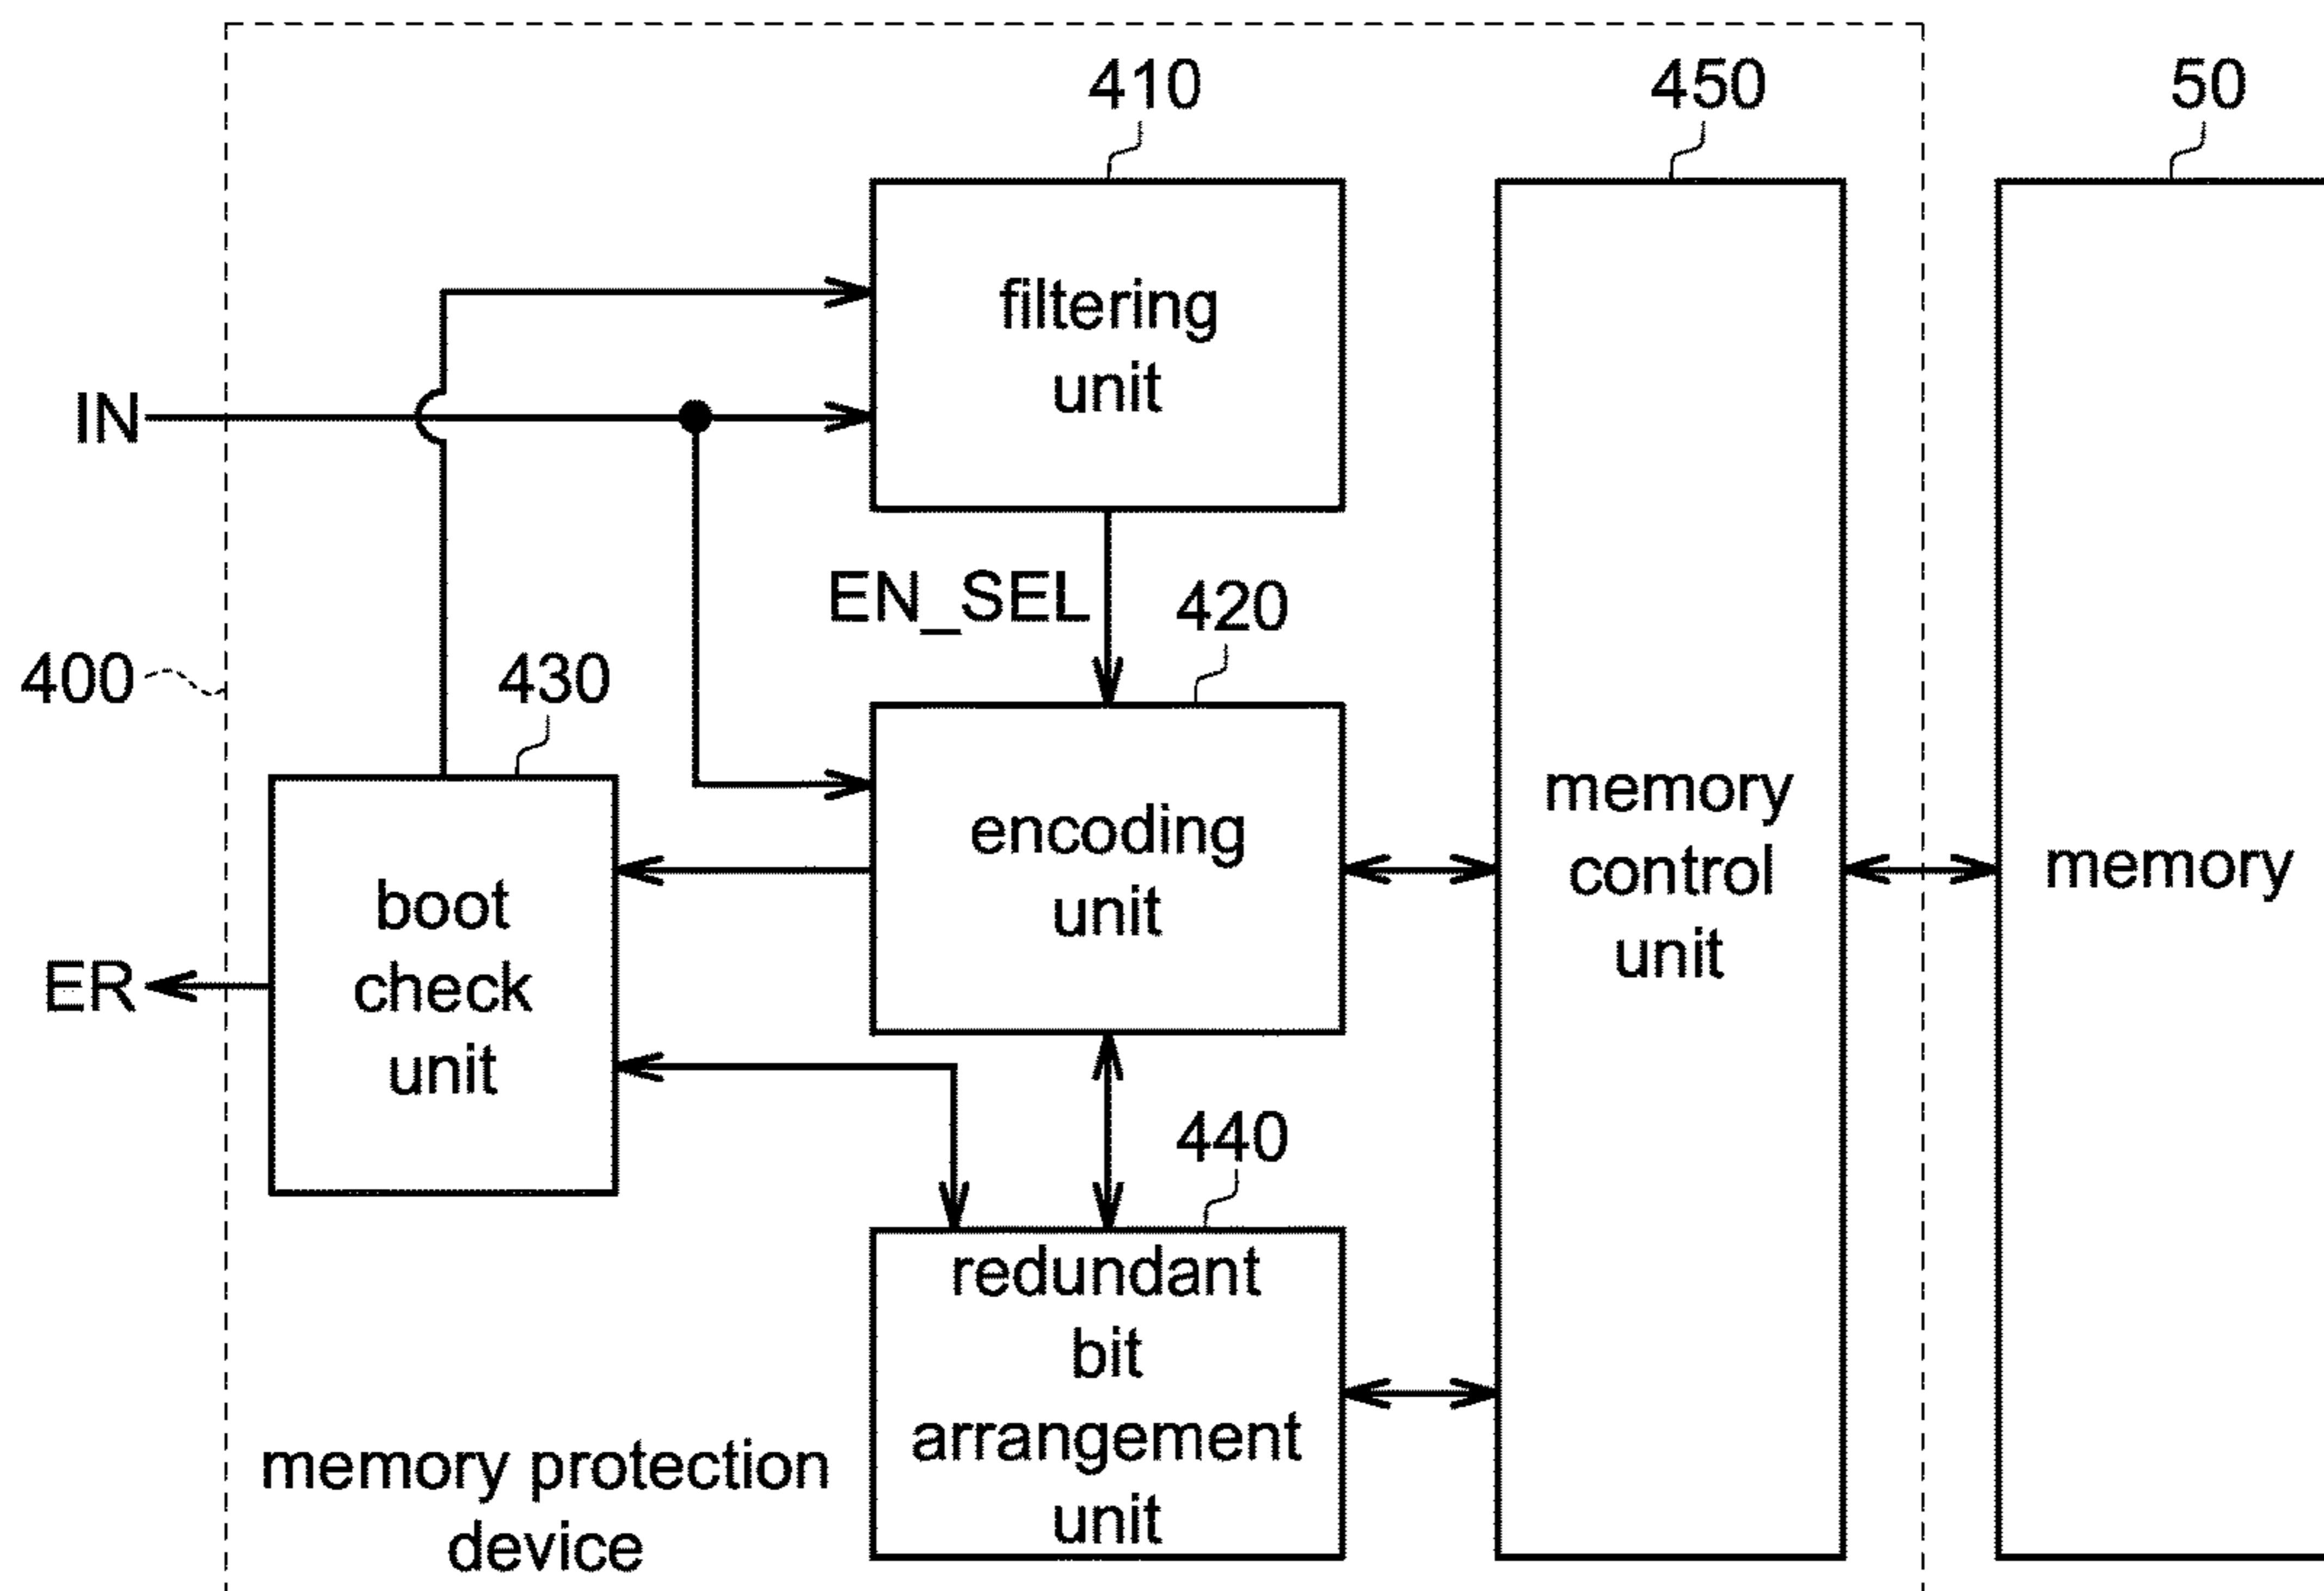 410
450
50
filtering
unit
IN
EN_SEL
420
400
430
encoding
unit
memory
control
unit
memory
boot
check
unit
ER
440
redundant
bit
arrangement
unit
memory protection
device